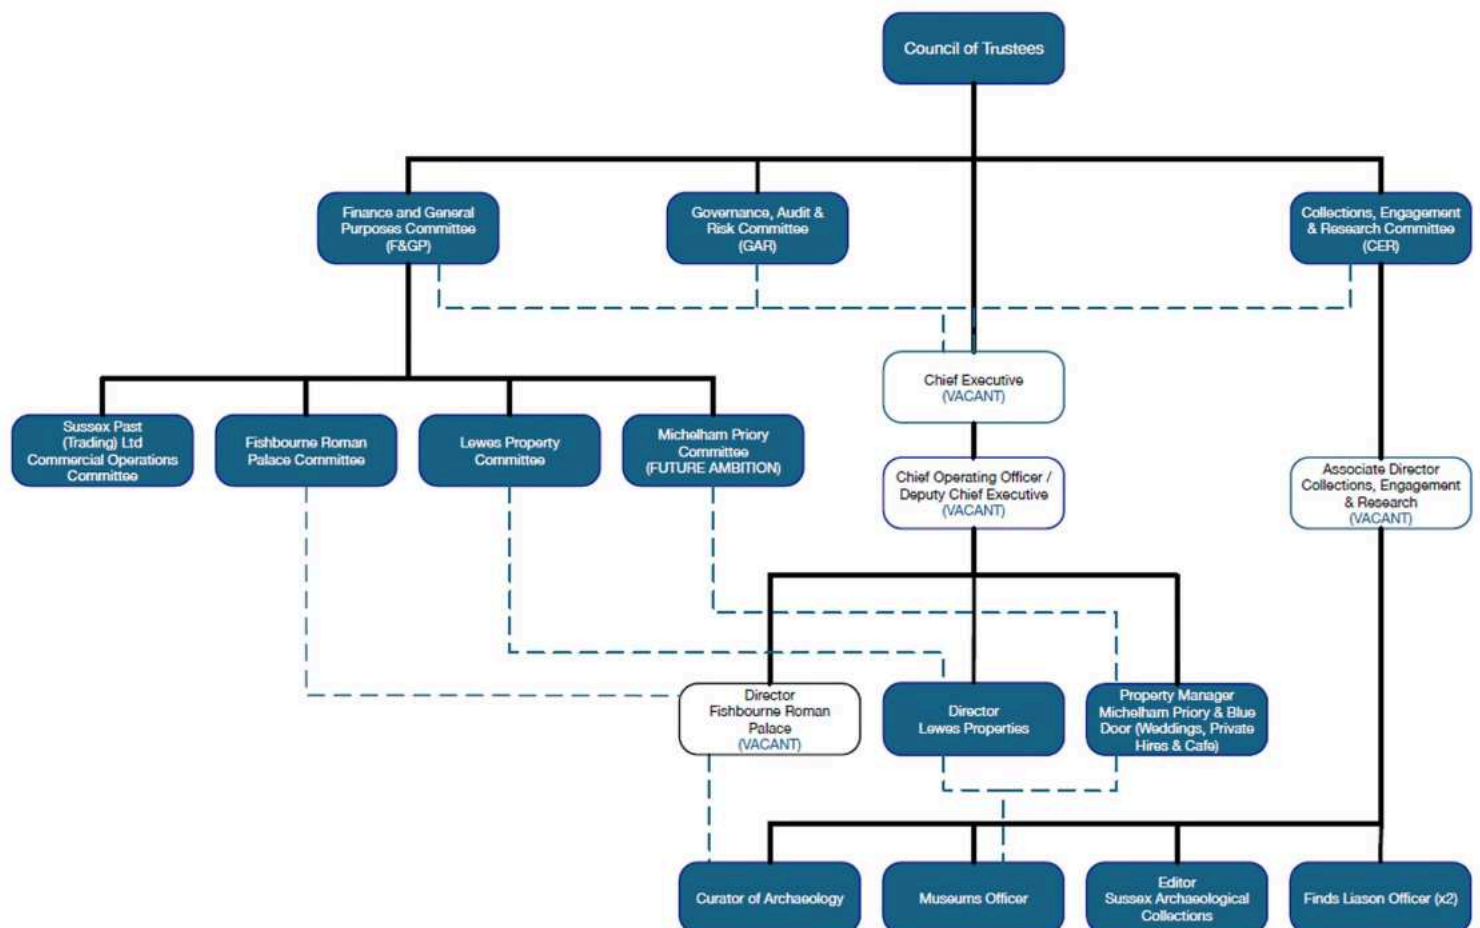 Council of Trustees
Finance and General
Purposes Committee
(F&GP)
Governance, Audit &
Risk Committee
(GAR)
Collections, Engagement
& Research Committee
(CER)
Chief Executive
(VACANT)
Sussex Past
(Trading) Ltd
Commercial Operations
Committee
Fishbourne Roman
Palace Committee
Lewes Property
Committee
Michelham Priory
Committee
(FUTURE AMBITION)
Chief Operating Officer /
Deputy Chief Executive
(VACANT)
Associate Director
Collections, Engagement
& Research
(VACANT)
Director
Fishbourne Roman
Palace
(VACANT)
Director
Lewes Properties
Property Manager
Michelham Priory & Blue
Door (Weddings, Private
Hires & Cafe)
Curator of Archaeology
Museums Officer
Editor
Sussex Archaeological
Collections
Finds Liason Officer (x2)